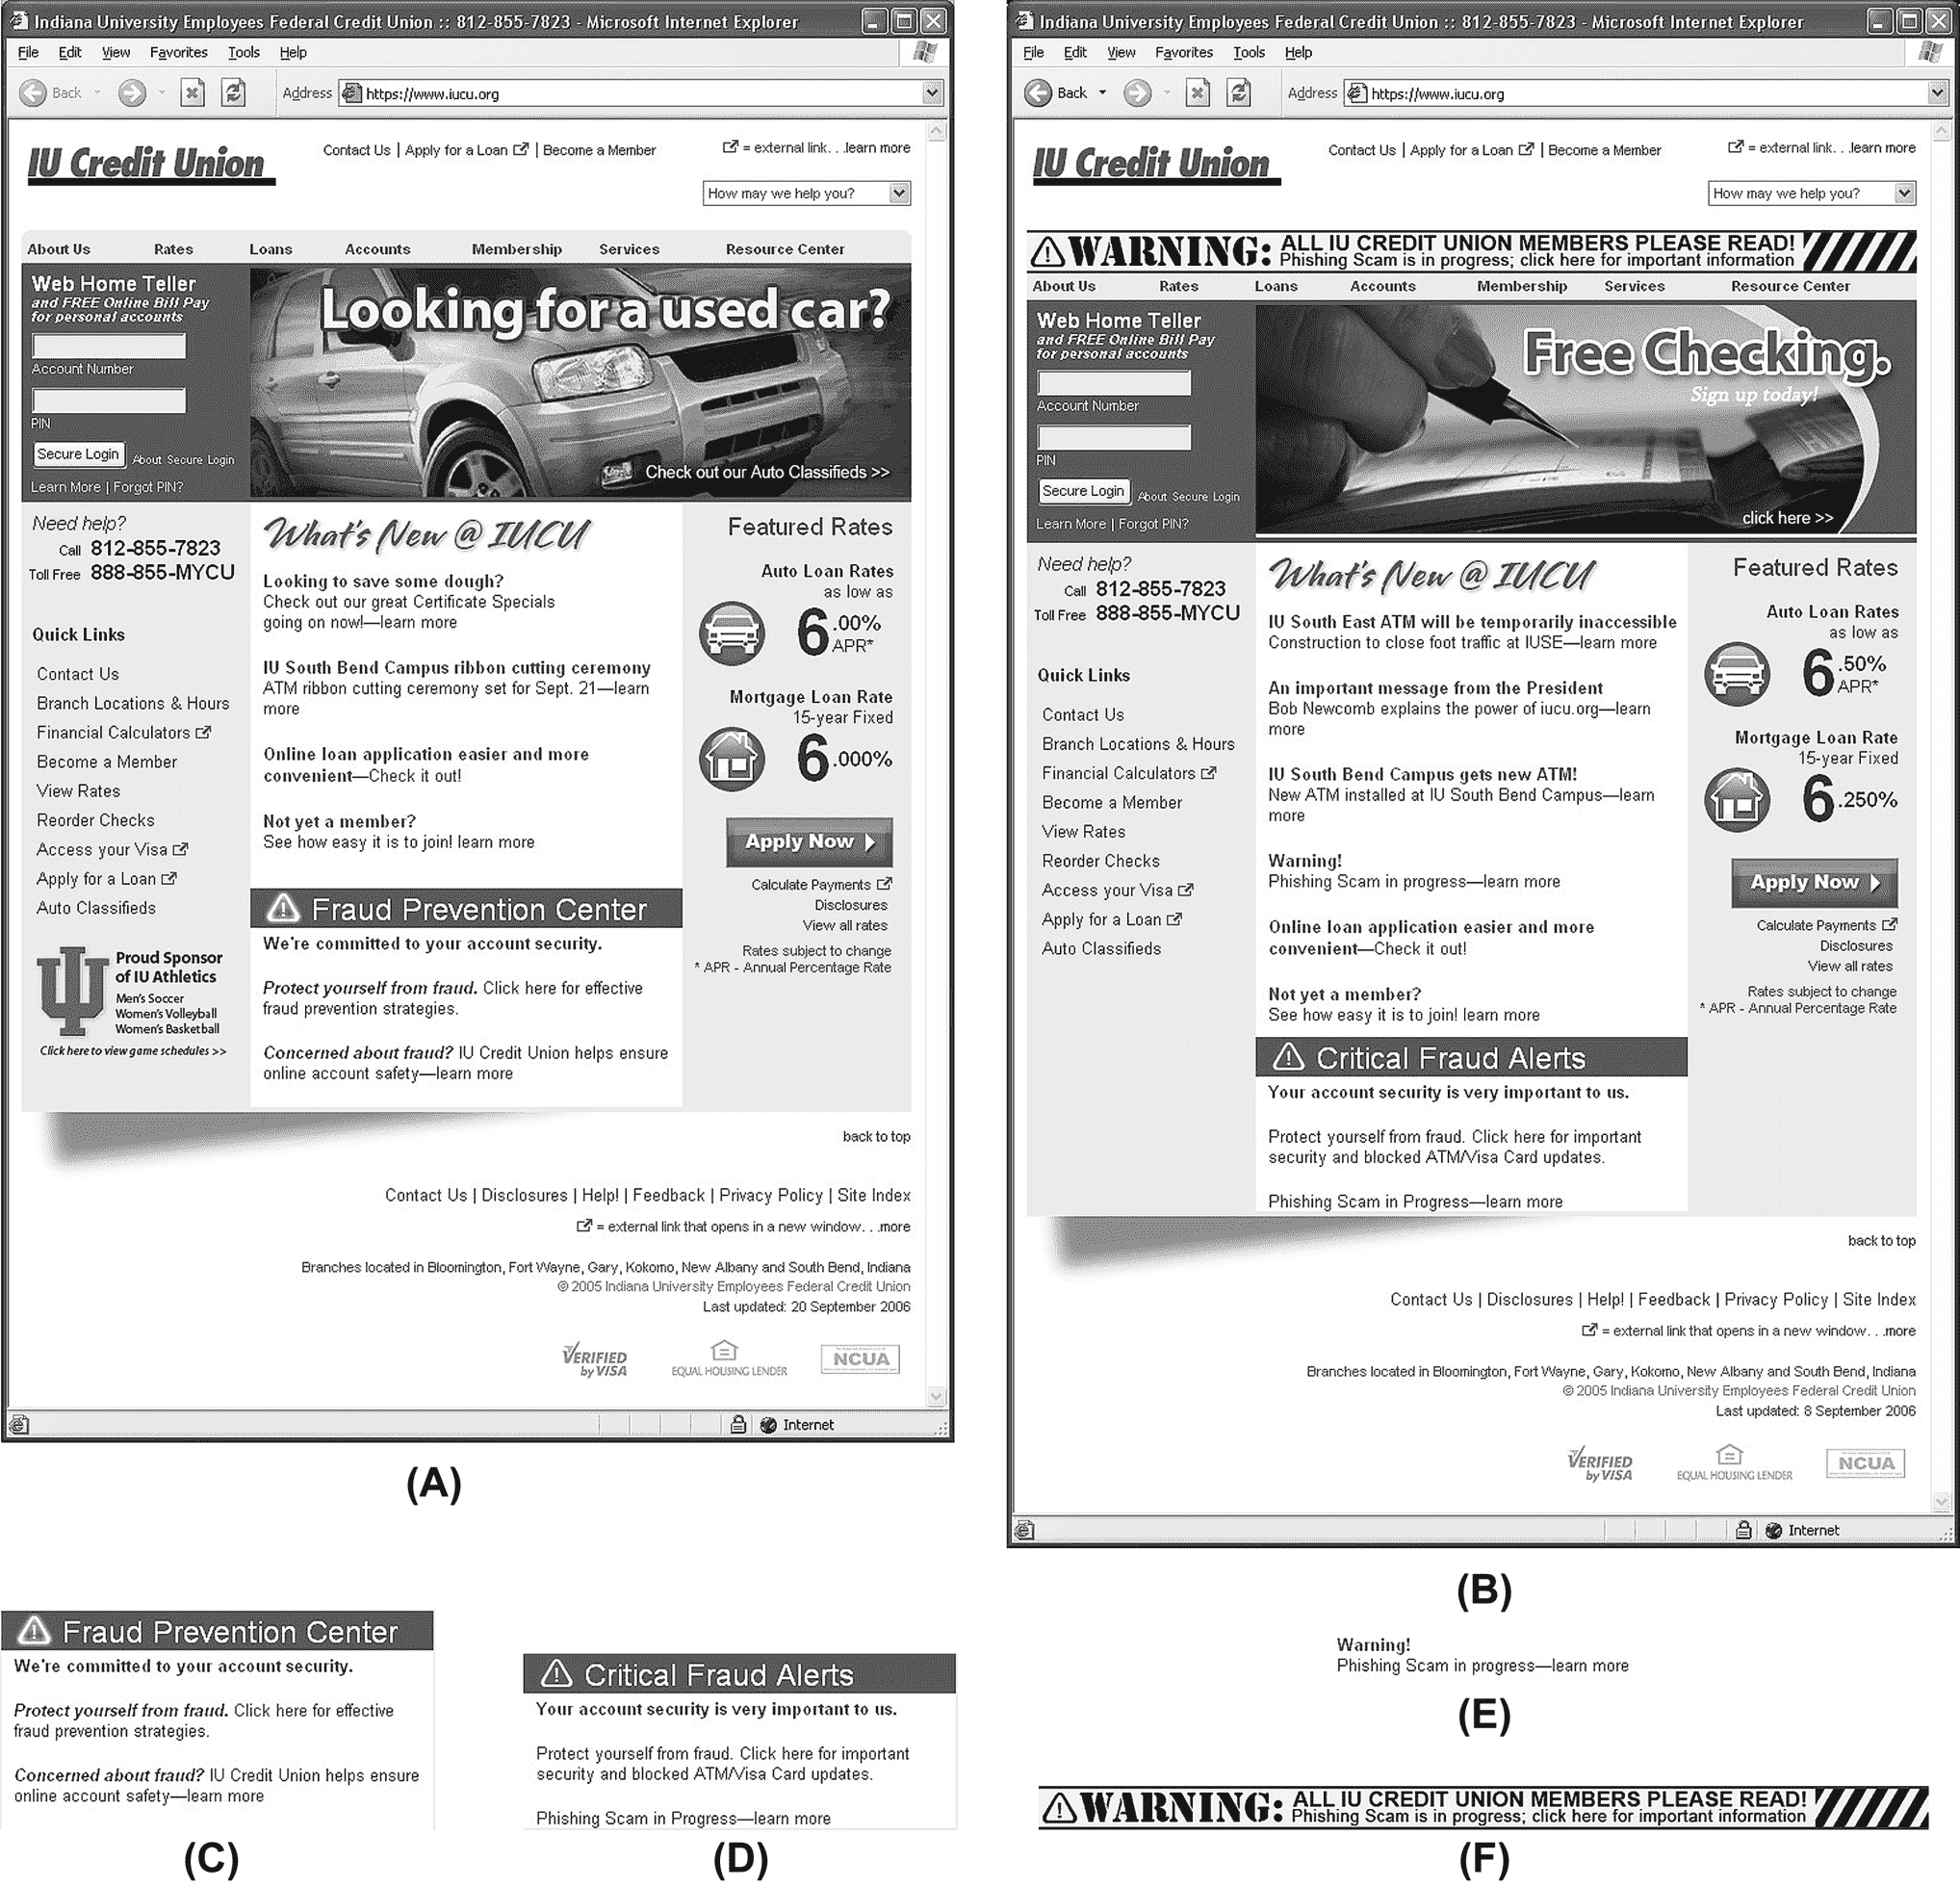 Indiana University Employees Federal Credit Union :: 812-855-7823 - Microsoft Internet Explorer
File Edit View Favorites Tools Help
Back Address https://www.iucu.org
IU Credit Union
Contact Us | Apply for a Loan | Become a Member
= external link. . .learn more
How may we help you?
About Us Rates Loans Accounts Membership Services Resource Center
Web Home Teller
and FREE Online Bill Pay
for personal accounts
Account Number
PIN
Secure Login About Secure Login
Learn More | Forgot PIN?
Looking for a used car?
Check out our Auto Classifieds >>
Need help?
Call 812-855-7823
Toll Free 888-855-MYCU
Quick Links
Contact Us
Branch Locations & Hours
Financial Calculators
Become a Member
View Rates
Reorder Checks
Access your Visa
Apply for a Loan
Auto Classifieds
Proud Sponsor
of IU Athletics
Men's Soccer
Women's Volleyball
Women's Basketball
Click here to view game schedules >>
What's New @ IUCU
Looking to save some dough?
Check out our great Certificate Specials
going on now!—learn more
IU South Bend Campus ribbon cutting ceremony
ATM ribbon cutting ceremony set for Sept. 21—learn
more
Online loan application easier and more
convenient—Check it out!
Not yet a member?
See how easy it is to join! learn more
Fraud Prevention Center
We're committed to your account security.
Protect yourself from fraud. Click here for effective
fraud prevention strategies.
Concerned about fraud? IU Credit Union helps ensure
online account safety—learn more
Featured Rates
Auto Loan Rates
as low as
6.00%
APR*
Mortgage Loan Rate
15-year Fixed
6.000%
Apply Now
Calculate Payments
Disclosures
View all rates
Rates subject to change
* APR - Annual Percentage Rate
back to top
Contact Us | Disclosures | Help! | Feedback | Privacy Policy | Site Index
= external link that opens in a new window. . .more
Branches located in Bloomington, Fort Wayne, Gary, Kokomo, New Albany and South Bend, Indiana
© 2005 Indiana University Employees Federal Credit Union
Last updated: 20 September 2006
VERIFIED
by VISA
EQUAL HOUSING LENDER
NCUA
Internet
(A)
Indiana University Employees Federal Credit Union :: 812-855-7823 - Microsoft Internet Explorer
File Edit View Favorites Tools Help
Back Address https://www.iucu.org
IU Credit Union
Contact Us | Apply for a Loan | Become a Member
= external link. . .learn more
How may we help you?
WARNING: ALL IU CREDIT UNION MEMBERS PLEASE READ!
Phishing Scam is in progress; click here for important information
About Us Rates Loans Accounts Membership Services Resource Center
Web Home Teller
and FREE Online Bill Pay
for personal accounts
Account Number
PIN
Secure Login About Secure Login
Learn More | Forgot PIN?
Free Checking.
Sign up today!
click here >>
Need help?
Call 812-855-7823
Toll Free 888-855-MYCU
Quick Links
Contact Us
Branch Locations & Hours
Financial Calculators
Become a Member
View Rates
Reorder Checks
Access your Visa
Apply for a Loan
Auto Classifieds
What's New @ IUCU
IU South East ATM will be temporarily inaccessible
Construction to close foot traffic at IUSE—learn more
An important message from the President
Bob Newcomb explains the power of iucu.org—learn
more
IU South Bend Campus gets new ATM!
New ATM installed at IU South Bend Campus—learn
more
Warning!
Phishing Scam in progress—learn more
Online loan application easier and more
convenient—Check it out!
Not yet a member?
See how easy it is to join! learn more
Critical Fraud Alerts
Your account security is very important to us.
Protect yourself from fraud. Click here for important
security and blocked ATM/Visa Card updates.
Phishing Scam in Progress—learn more
Featured Rates
Auto Loan Rates
as low as
6.50%
APR*
Mortgage Loan Rate
15-year Fixed
6.250%
Apply Now
Calculate Payments
Disclosures
View all rates
Rates subject to change
* APR - Annual Percentage Rate
back to top
Contact Us | Disclosures | Help! | Feedback | Privacy Policy | Site Index
= external link that opens in a new window. . .more
Branches located in Bloomington, Fort Wayne, Gary, Kokomo, New Albany and South Bend, Indiana
© 2005 Indiana University Employees Federal Credit Union
Last updated: 8 September 2006
VERIFIED
by VISA
EQUAL HOUSING LENDER
NCUA
Internet
(B)
Fraud Prevention Center
We're committed to your account security.
Protect yourself from fraud. Click here for effective
fraud prevention strategies.
Concerned about fraud? IU Credit Union helps ensure
online account safety—learn more
(C)
Critical Fraud Alerts
Your account security is very important to us.
Protect yourself from fraud. Click here for important
security and blocked ATM/Visa Card updates.
Phishing Scam in Progress—learn more
(D)
Warning!
Phishing Scam in progress—learn more
(E)
WARNING: ALL IU CREDIT UNION MEMBERS PLEASE READ!
Phishing Scam is in progress; click here for important information
(F)